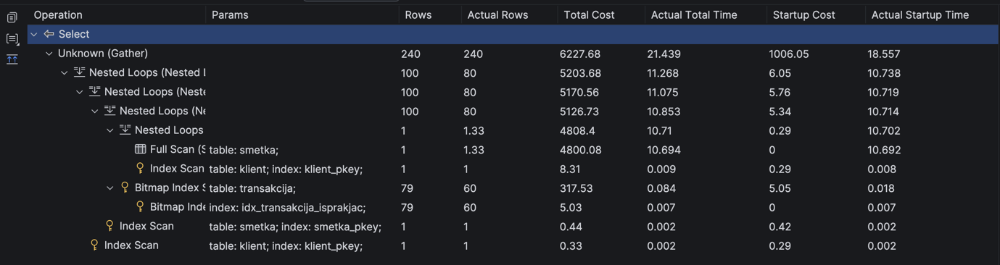 Operation Params Rows Actual Rows Total Cost Actual Total Time Startup Cost Actual Startup Time
Select
Unknown (Gather) 240 240 6227.68 21.439 1006.05 18.557
Nested Loops (Nested L 100 80 5203.68 11.268 6.05 10.738
Nested Loops (Neste 100 80 5170.56 11.075 5.76 10.719
Nested Loops (Ne 100 80 5126.73 10.853 5.34 10.714
Nested Loops 1 1.33 4808.4 10.71 0.29 10.702
Full Scan (S table: smetka; 1 1.33 4800.08 10.694 0 10.692
Index Scan table: klient; index: klient_pkey; 1 1 8.31 0.009 0.29 0.008
Bitmap Index S table: transakcija; 79 60 317.53 0.084 5.05 0.018
Bitmap Inde index: idx_transakcija_isprakjac; 79 60 5.03 0.007 0 0.007
Index Scan table: smetka; index: smetka_pkey; 1 1 0.44 0.002 0.42 0.002
Index Scan table: klient; index: klient_pkey; 1 1 0.33 0.002 0.29 0.002